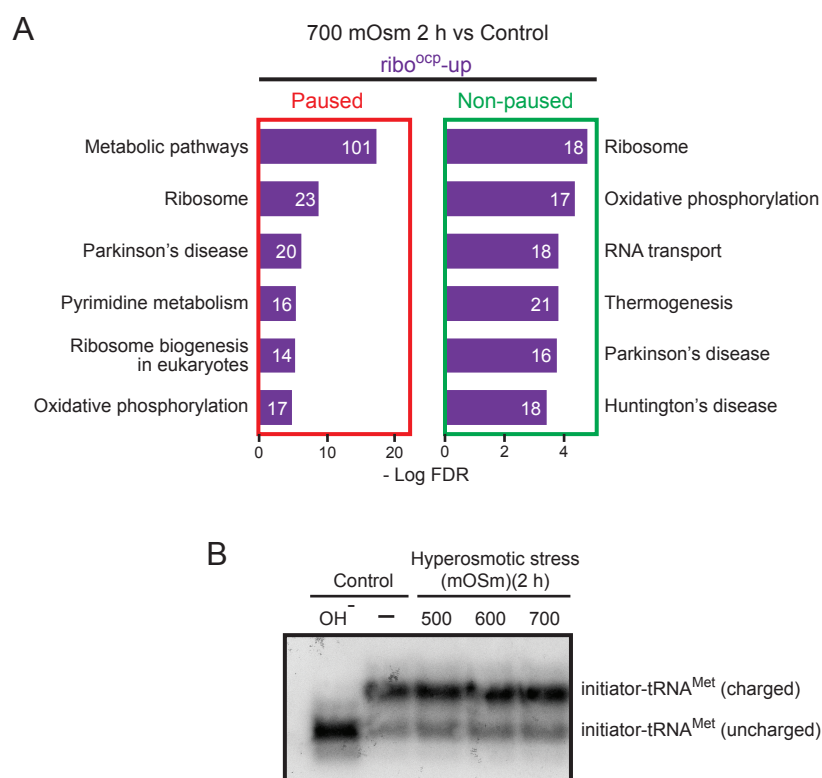 A
700 mOsm 2 h vs Control
ribo^ocp-up
Paused
Non-paused
Metabolic pathways
101
18
Ribosome
Ribosome
23
17
Oxidative phosphorylation
Parkinson's disease
20
18
RNA transport
Pyrimidine metabolism
16
21
Thermogenesis
Ribosome biogenesis
in eukaryotes
14
16
Parkinson's disease
Oxidative phosphorylation
17
18
Huntington's disease
0 10 20
0 2 4
- Log FDR
B
Hyperosmotic stress
Control (mOSm)(2 h)
OH⁻ – 500 600 700
initiator-tRNA^Met (charged)
initiator-tRNA^Met (uncharged)